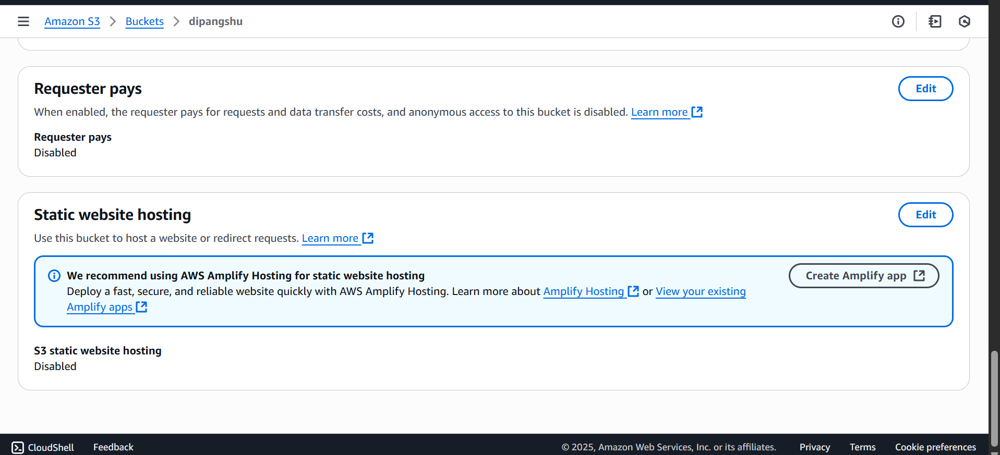 Amazon S3 > Buckets > dipangshu
Requester pays
Edit
When enabled, the requester pays for requests and data transfer costs, and anonymous access to this bucket is disabled. Learn more
Requester pays
Disabled
Static website hosting
Edit
Use this bucket to host a website or redirect requests. Learn more
We recommend using AWS Amplify Hosting for static website hosting
Create Amplify app
Deploy a fast, secure, and reliable website quickly with AWS Amplify Hosting. Learn more about Amplify Hosting or View your existing
Amplify apps
S3 static website hosting
Disabled
CloudShell Feedback © 2025, Amazon Web Services, Inc. or its affiliates. Privacy Terms Cookie preferences